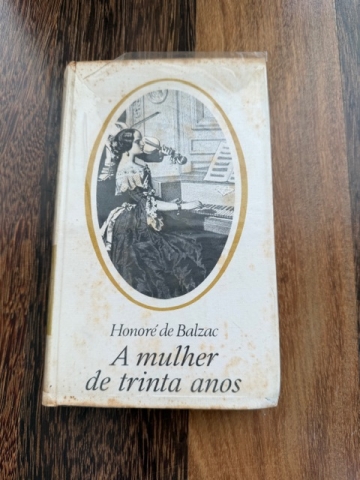 Honoré de Balzac
A mulher
de trinta anos